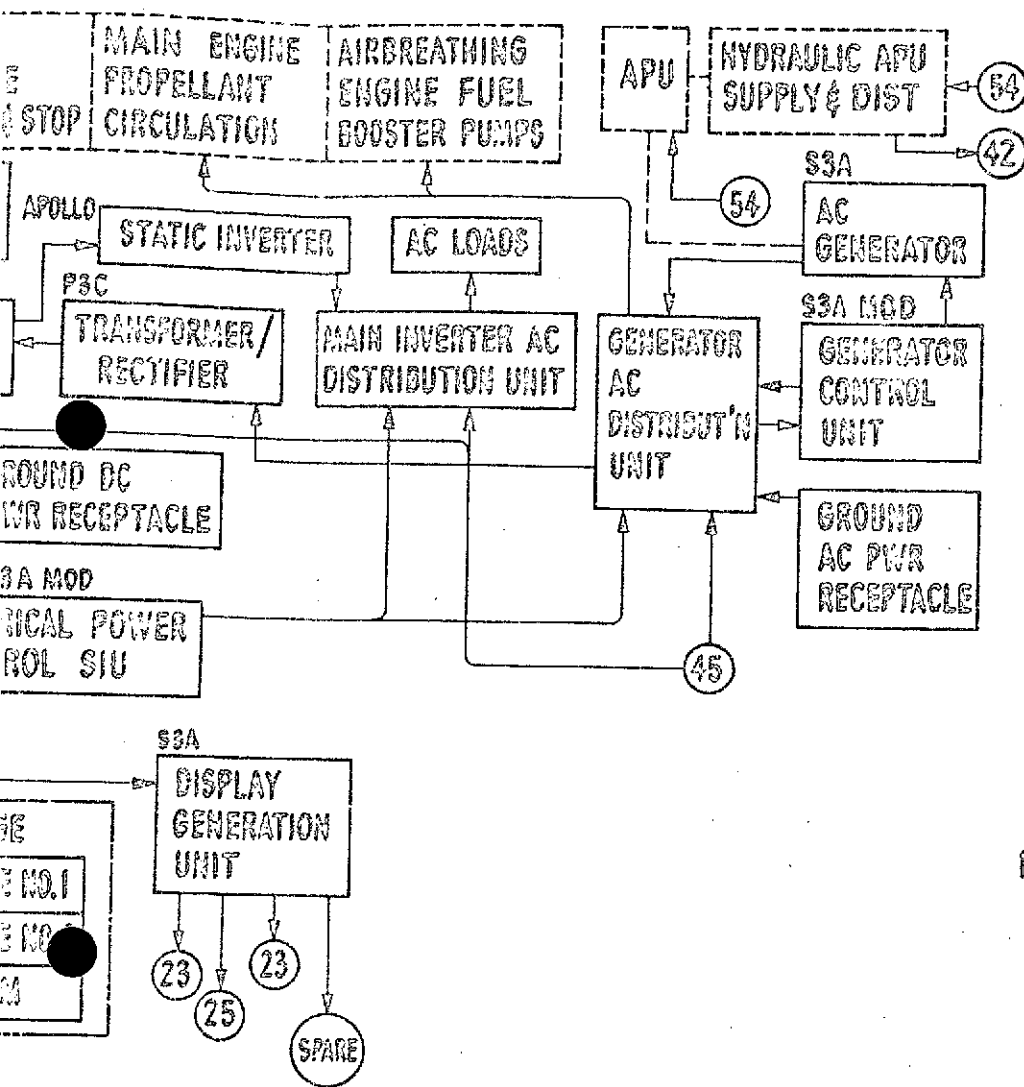 MAIN ENGINE
PROPELLANT
CIRCULATION
AIRBREATHING
ENGINE FUEL
BOOSTER PUMPS
E
& STOP
APU
HYDRAULIC APU
SUPPLY & DIST
54
42
54
S3A
AC
GENERATOR
APOLLO
STATIC INVERTER
AC LOADS
P3C
TRANSFORMER/
RECTIFIER
MAIN INVERTER AC
DISTRIBUTION UNIT
GENERATOR
AC
DISTRIBUT'N
UNIT
S3A MOD
GENERATOR
CONTROL
UNIT
ROUND DC
WR RECEPTACLE
GROUND
AC PWR
RECEPTACLE
3A MOD
RICAL POWER
ROL SIU
45
S3A
DISPLAY
GENERATION
UNIT
E NO.1
E NO.
23
25
23
SPARE